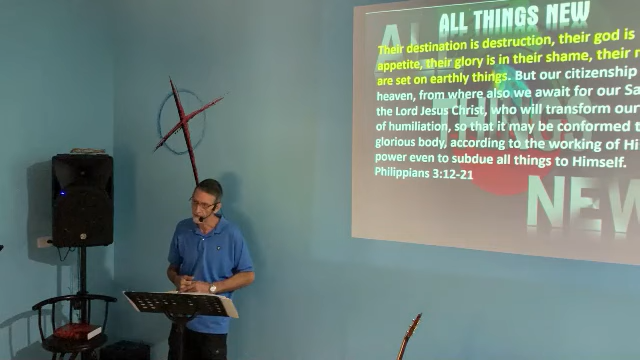 ALL THINGS NEW
Their destination is destruction, their god is
appetite, their glory is in their shame, their
are set on earthly things. But our citizenship
heaven, from where also we await for our
the Lord Jesus Christ, who will transform our
of humiliation, so that it may be conformed
glorious body, according to the working of
power even to subdue all things to Himself.
Philippians 3:12-21
ALL
THINGS
NEW